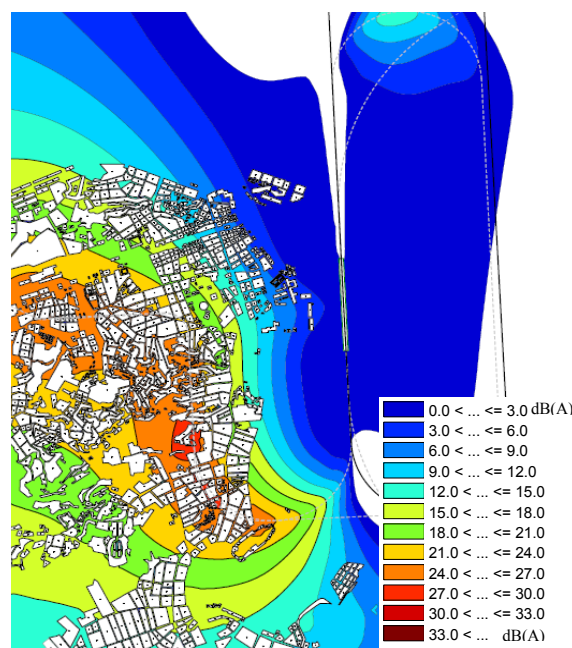 0.0 < ... <= 3.0 dB(A)
3.0 < ... <= 6.0
6.0 < ... <= 9.0
9.0 < ... <= 12.0
12.0 < ... <= 15.0
15.0 < ... <= 18.0
18.0 < ... <= 21.0
21.0 < ... <= 24.0
24.0 < ... <= 27.0
27.0 < ... <= 30.0
30.0 < ... <= 33.0
33.0 < ... dB(A)